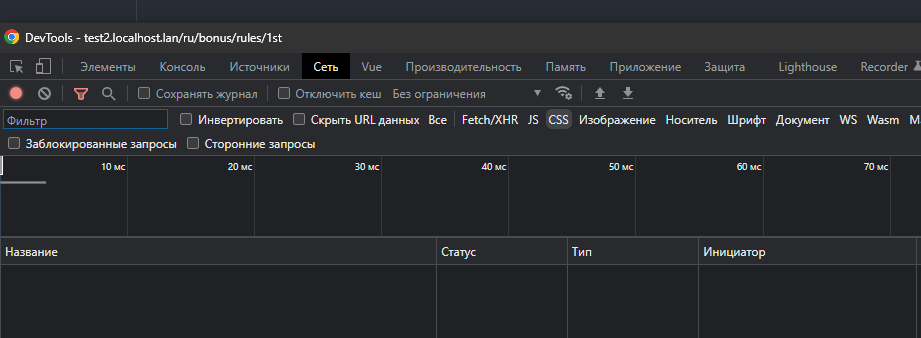 DevTools - test2.localhost.lan/ru/bonus/rules/1st
Элементы Консоль Источники Сеть Vue Производительность Память Приложение Защита Lighthouse Recorder
Сохранять журнал Отключить кеш Без ограничения
Фильтр Инвертировать Скрыть URL данных Все Fetch/XHR JS CSS Изображение Носитель Шрифт Документ WS Wasm
Заблокированные запросы Сторонние запросы
10 мс 20 мс 30 мс 40 мс 50 мс 60 мс 70 мс
Название Статус Тип Инициатор